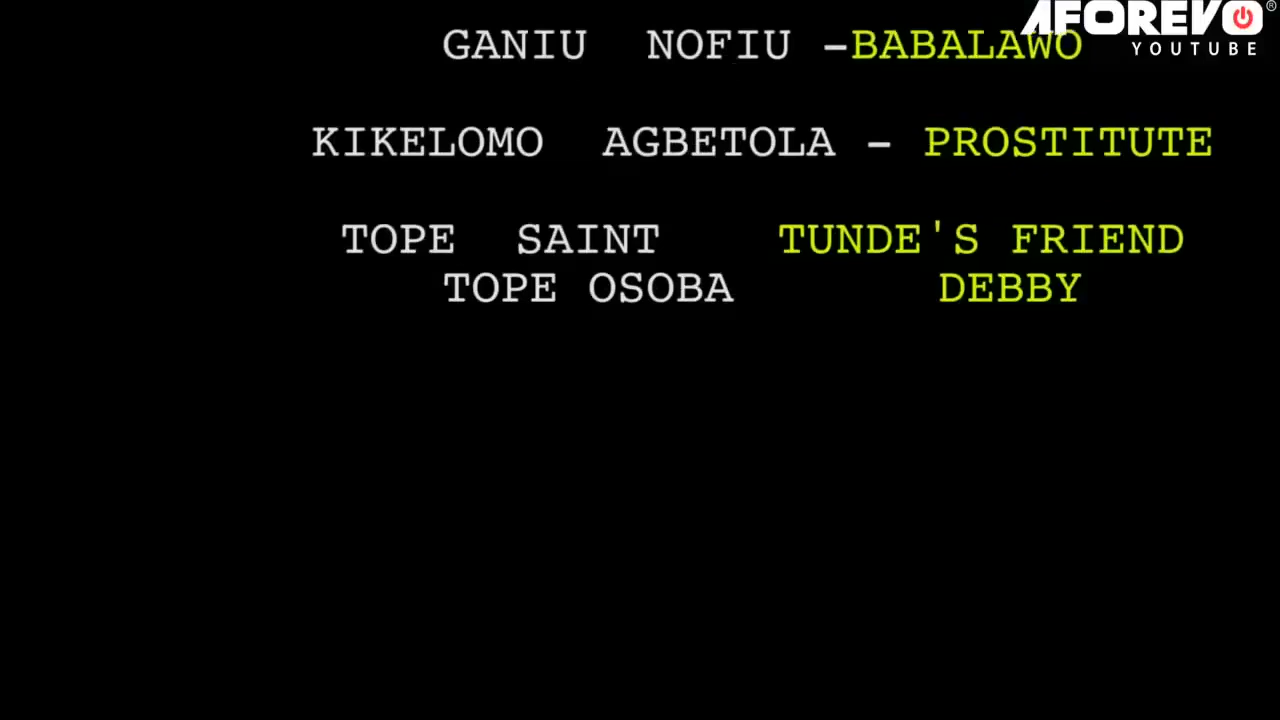 AFOREVO®
YOUTUBE
GANIU NOFIU -BABALAWO
KIKELOMO AGBETOLA - PROSTITUTE
TOPE SAINT TUNDE'S FRIEND
TOPE OSOBA DEBBY